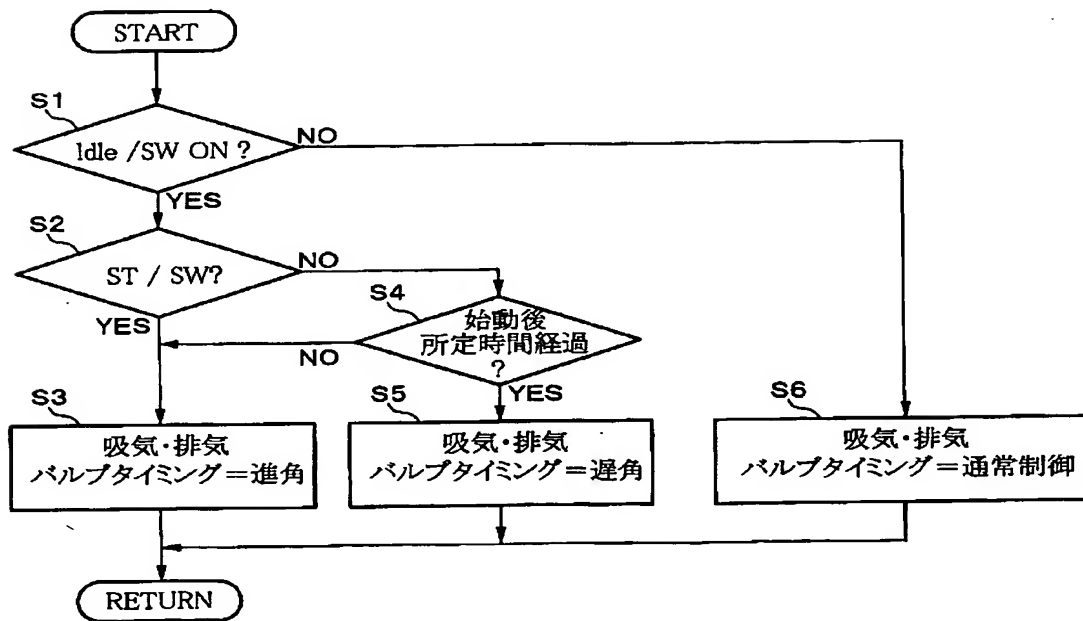 START
S1
Idle /SW ON ?
NO
YES
S2
ST / SW?
NO
YES
S4
始動後
所定時間経過
?
NO
YES
S3
吸気・排気
バルブタイミング=進角
S5
吸気・排気
バルブタイミング=遅角
S6
吸気・排気
バルブタイミング=通常制御
RETURN